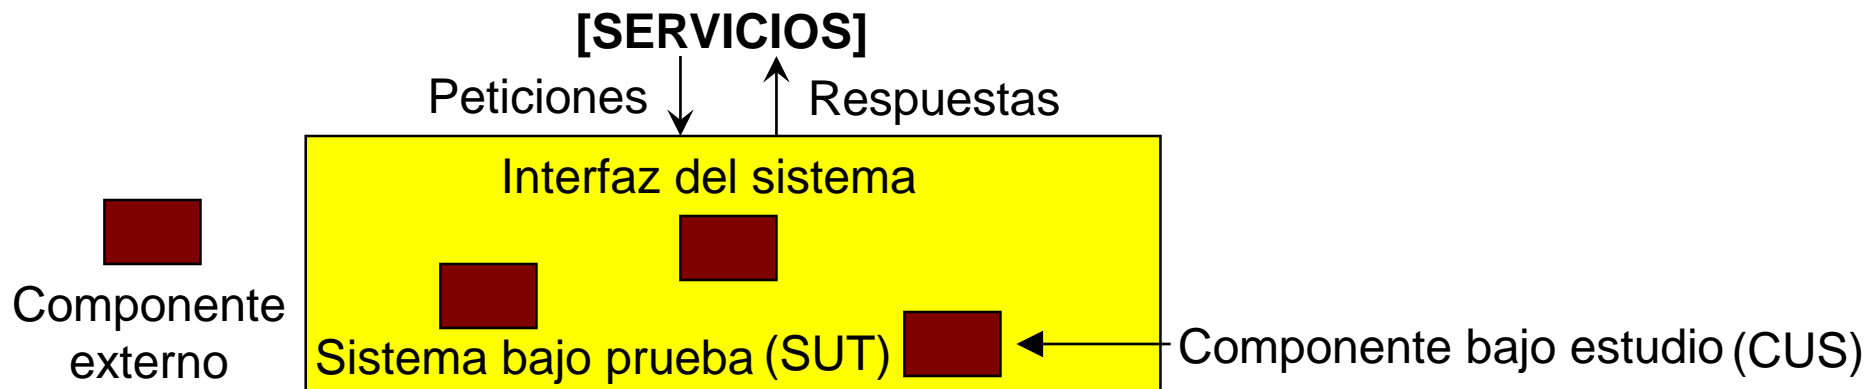 [SERVICIOS]
Peticiones
Respuestas
Interfaz del sistema
Componente
externo
Sistema bajo prueba (SUT)
Componente bajo estudio (CUS)